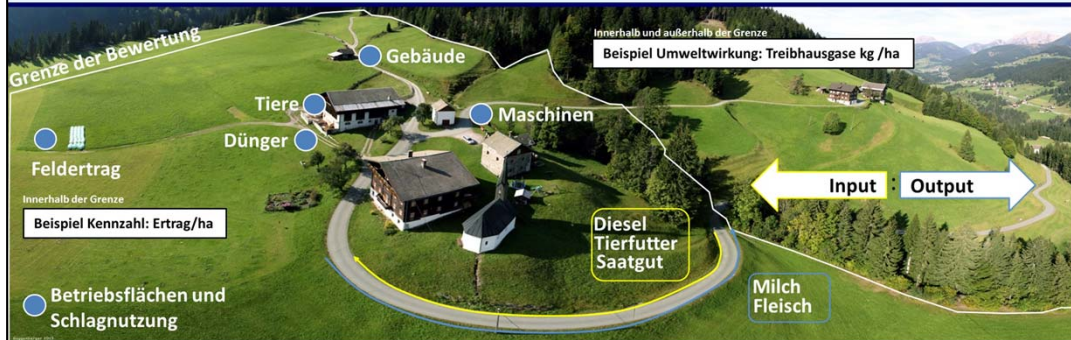 Grenze der Bewertung
Gebäude
Innerhalb und außerhalb der Grenze
Beispiel Umweltwirkung: Treibhausgase kg /ha
Tiere
Maschinen
Dünger
Feldertrag
Innerhalb der Grenze
Beispiel Kennzahl: Ertrag/ha
Input : Output
Diesel
Tierfutter
Saatgut
Milch
Fleisch
Betriebsflächen und
Schlagnutzung